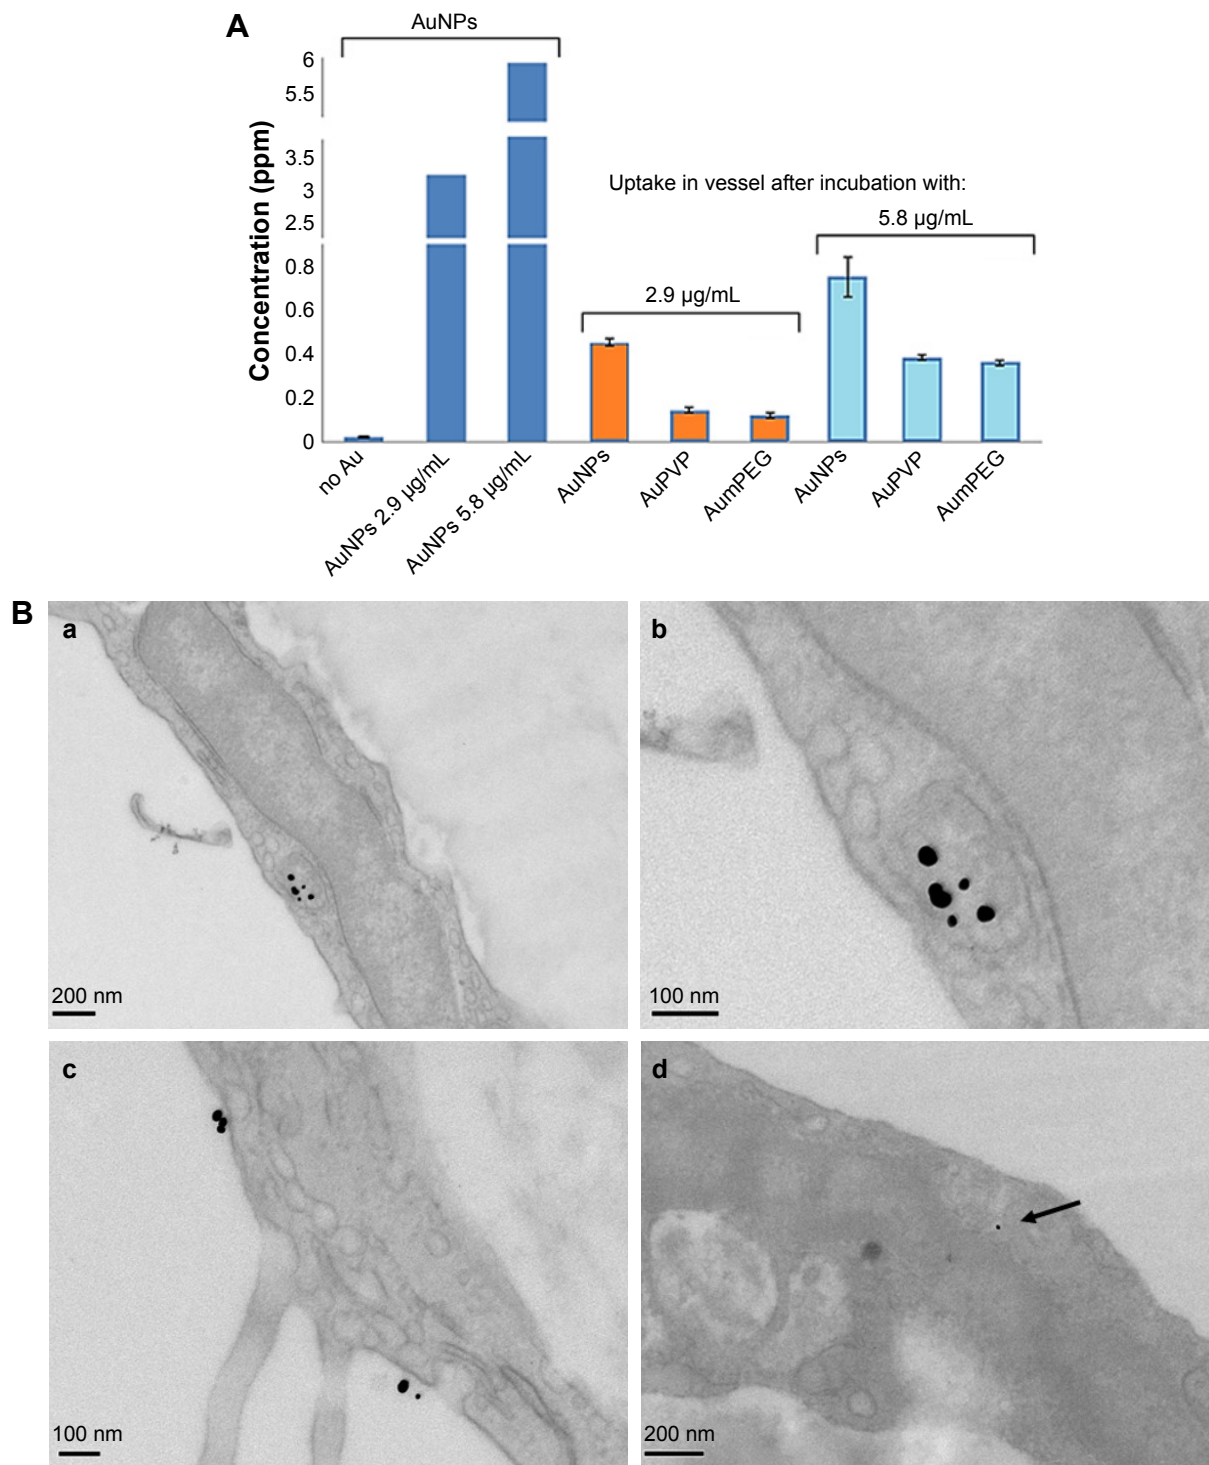 A
AuNPs
Concentration (ppm)
6
5.5
3.5
3
2.5
0.8
0.6
0.4
0.2
0
Uptake in vessel after incubation with:
5.8 µg/mL
2.9 µg/mL
no Au
AuNPs 2.9 µg/mL
AuNPs 5.8 µg/mL
AuNPs
AuPVP
AumPEG
AuNPs
AuPVP
AumPEG
B
a
200 nm
b
100 nm
c
100 nm
d
200 nm